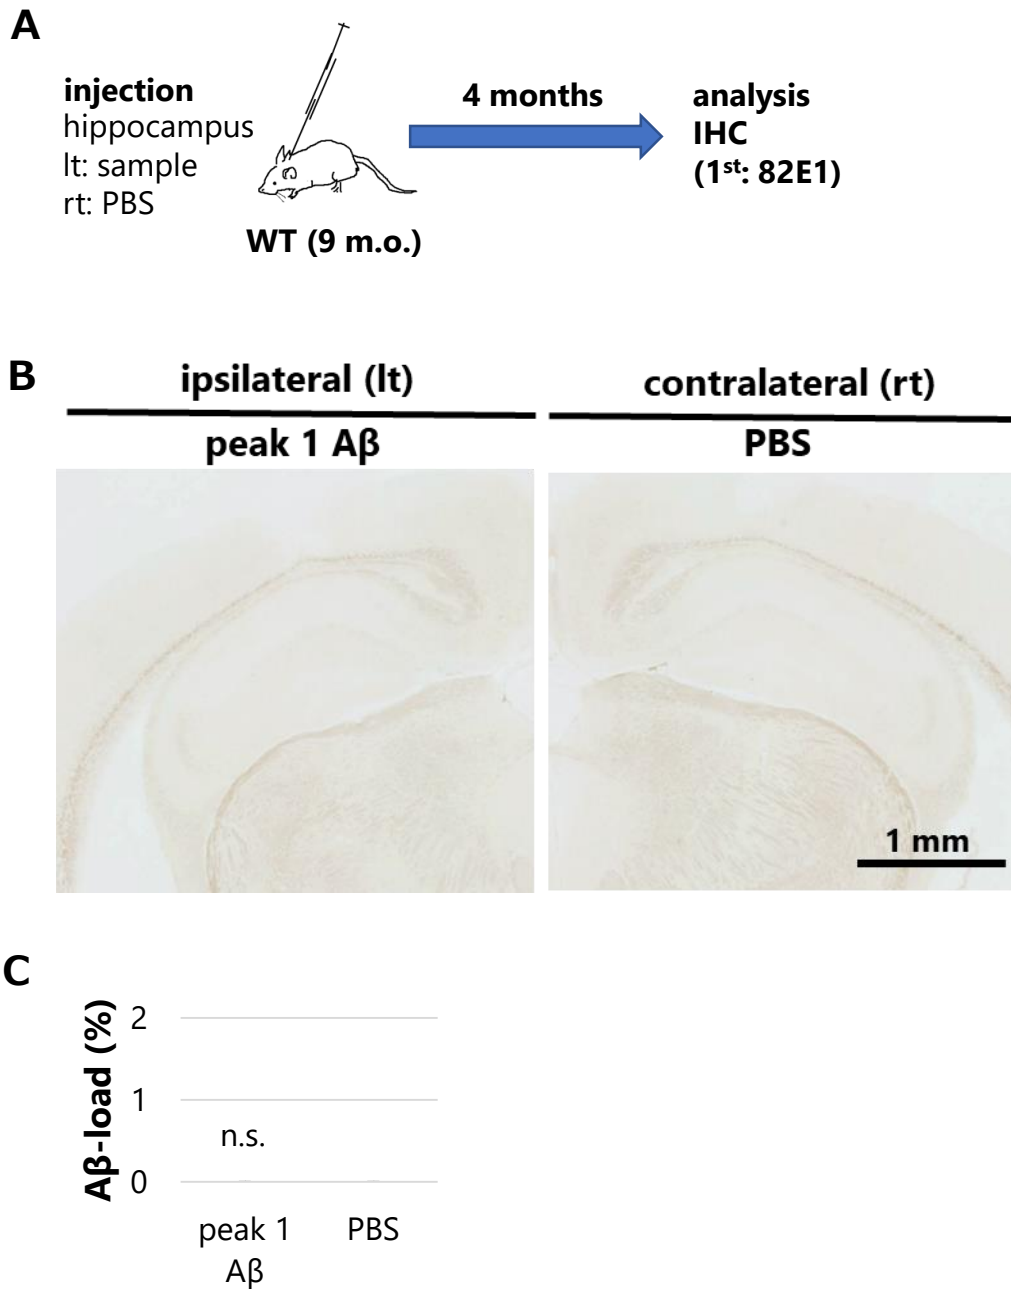 A
injection
hippocampus
lt: sample
rt: PBS
WT (9 m.o.)
4 months
analysis
IHC
(1st: 82E1)
B
ipsilateral (lt)
contralateral (rt)
peak 1 Aβ
PBS
1 mm
C
Aβ-load (%)
2
1
n.s.
0
peak 1
Aβ
PBS